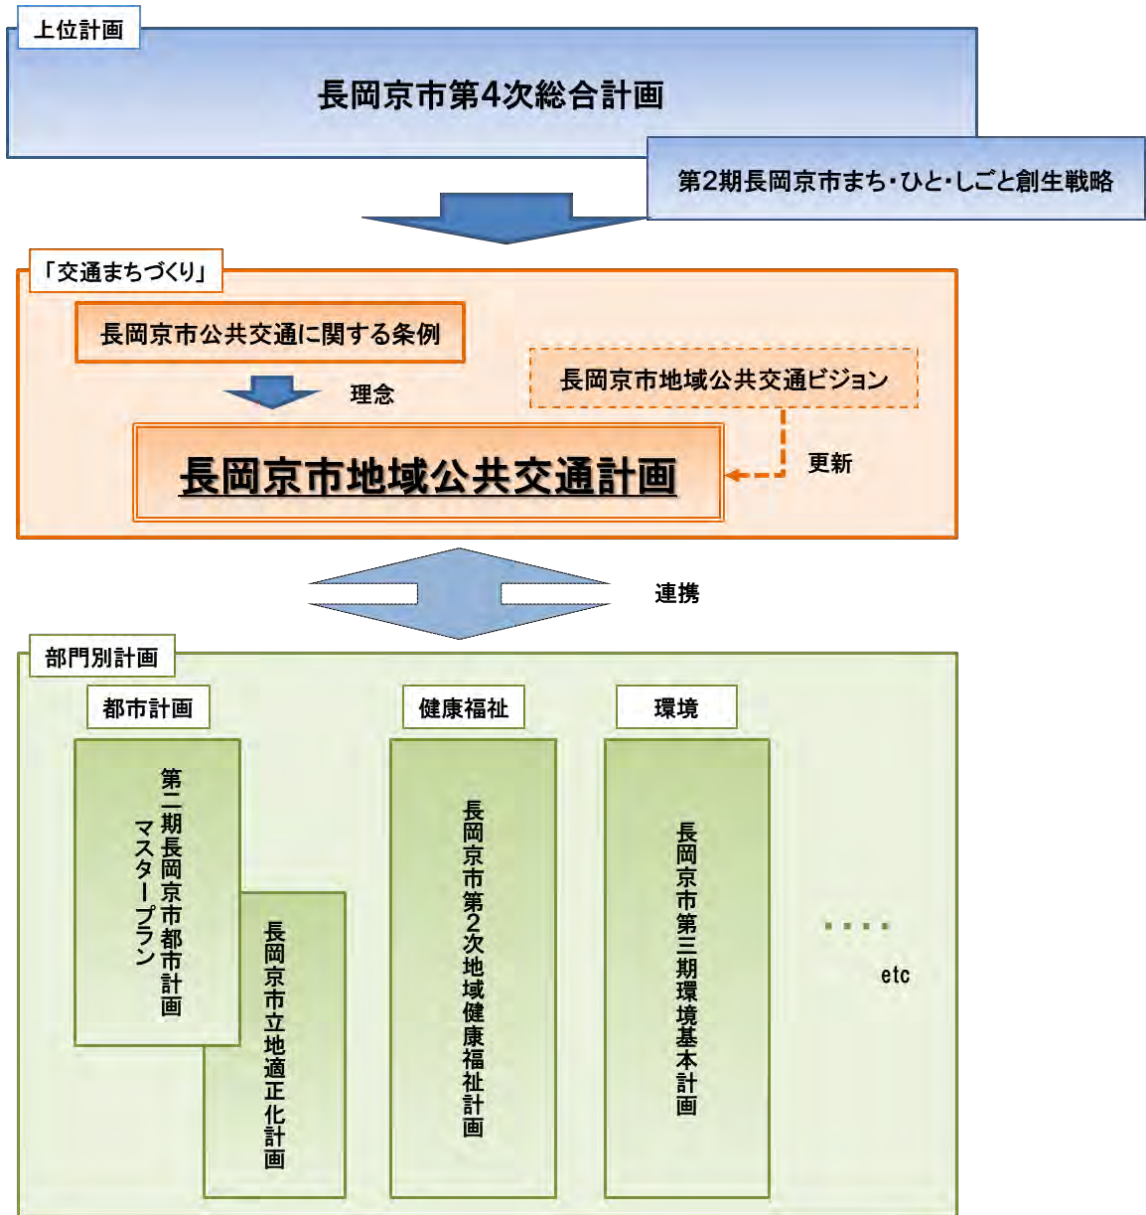 上位計画
長岡京市第4次総合計画
第2期長岡京市まち・ひと・しごと創生戦略
「交通まちづくり」
長岡京市公共交通に関する条例
理念
長岡京市地域公共交通ビジョン
更新
長岡京市地域公共交通計画
連携
部門別計画
都市計画
第二期長岡京市都市計画
マスタープラン
長岡京市立地適正化計画
健康福祉
長岡京市第2次地域健康福祉計画
環境
長岡京市第三期環境基本計画
････
etc